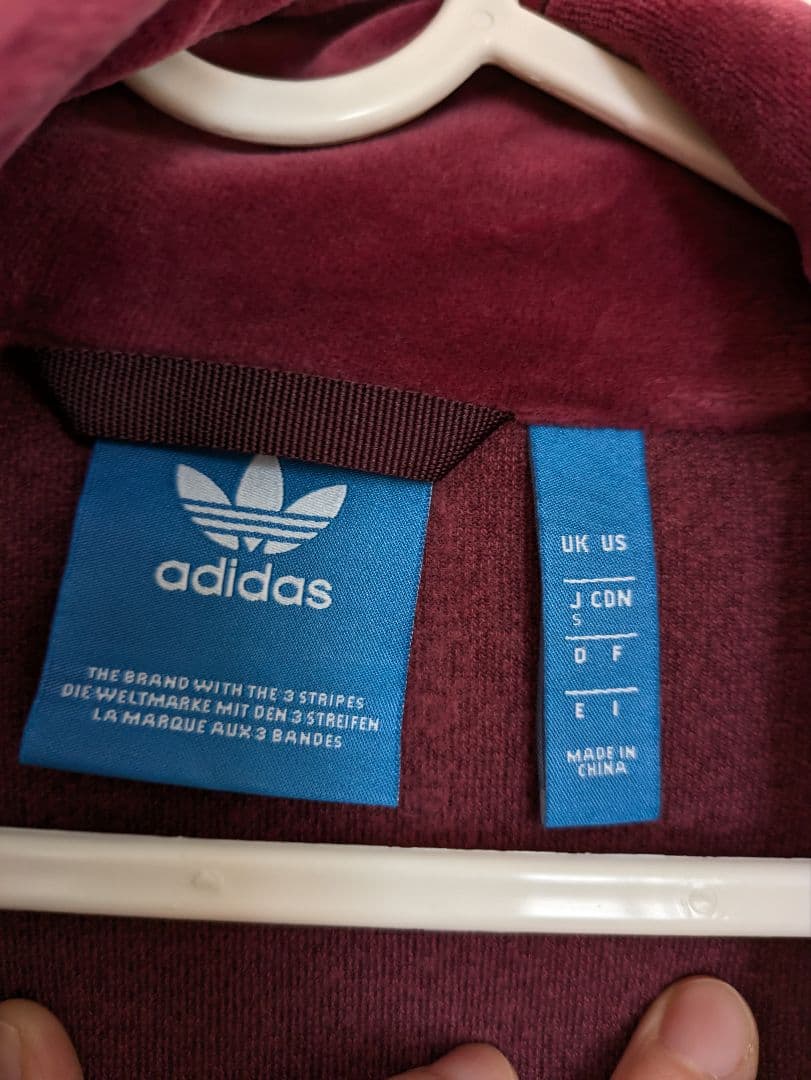 adidas
THE BRAND WITH THE 3 STRIPES
DIE WELTMARKE MIT DEN 3 STREIFEN
LA MARQUE AUX 3 BANDES
UK US
J CDN
S
D F
E I
MADE IN
CHINA